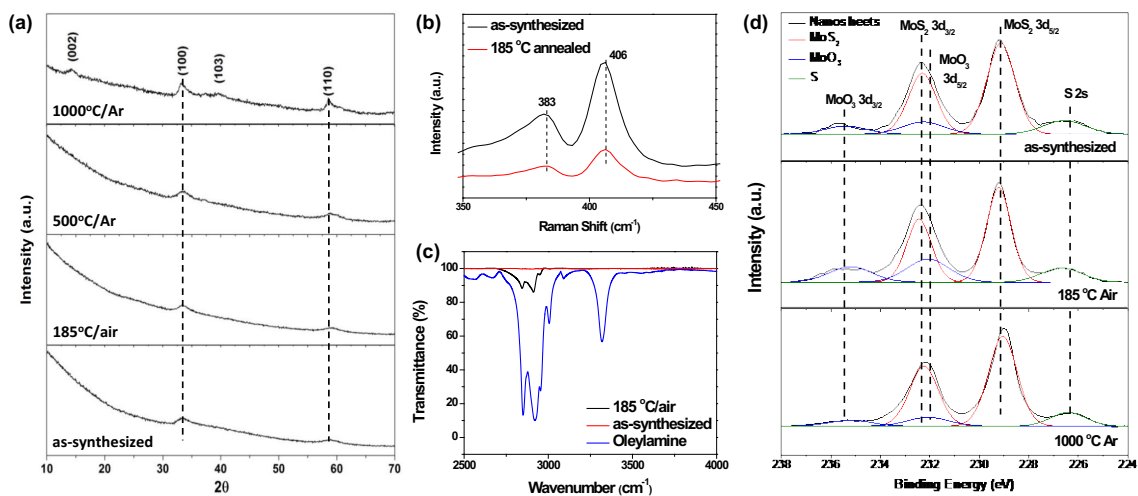 (a)
(002)
(100)
(103)
(110)
1000°C/Ar
500°C/Ar
185°C/air
as-synthesized
Intensity (a.u.)
10 20 30 40 50 60 70
2θ
(b)
as-synthesized
185 °C annealed
406
383
Intensity (a.u.)
350 400 450
Raman Shift (cm⁻¹)
(c)
100
80
60
40
20
0
Transmittance (%)
185 °C/air
as-synthesized
Oleylamine
2500 3000 3500 4000
Wavenumber (cm⁻¹)
(d)
Nanosheets
MoS₂
MoO₃
S
MoS₂ 3d₃/₂
MoS₂ 3d₅/₂
MoO₃
3d₅/₂
MoO₃ 3d₃/₂
S 2s
as-synthesized
185 °C Air
1000 °C Ar
Intensity (a.u.)
238 236 234 232 230 228 226 224
Binding Energy (eV)